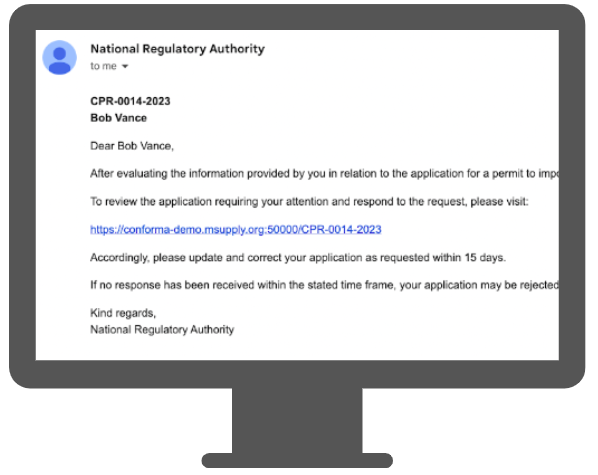 National Regulatory Authority
to me
CPR-0014-2023
Bob Vance
Dear Bob Vance,
After evaluating the information provided by you in relation to the application for a permit to impo
To review the application requiring your attention and respond to the request, please visit:
https://conforma-demo.msupply.org:50000/CPR-0014-2023
Accordingly, please update and correct your application as requested within 15 days.
If no response has been received within the stated time frame, your application may be rejected
Kind regards,
National Regulatory Authority